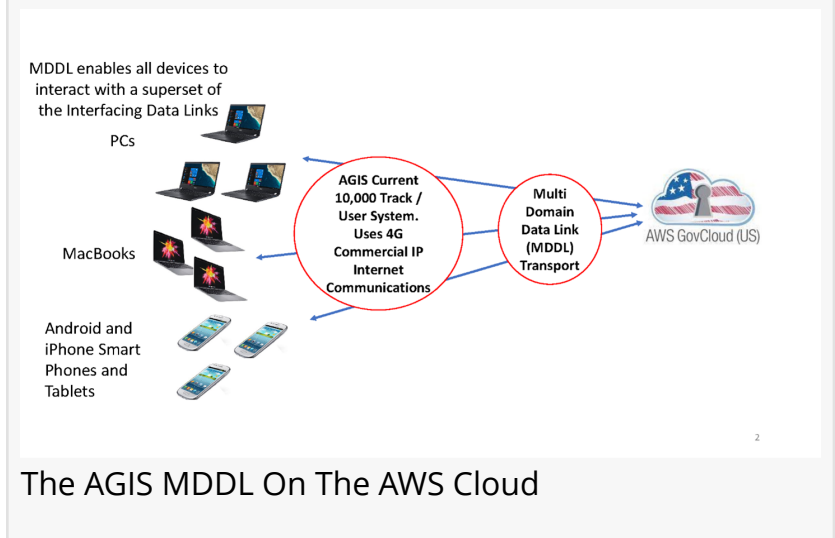 MDDL enables all devices to
interact with a superset of
the Interfacing Data Links
PCs
MacBooks
Android and
iPhone Smart
Phones and
Tablets
AGIS Current
10,000 Track /
User System.
Uses 4G
Commercial IP
Internet
Communications
Multi
Domain
Data Link
(MDDL)
Transport
AWS GovCloud (US)
2
The AGIS MDDL On The AWS Cloud